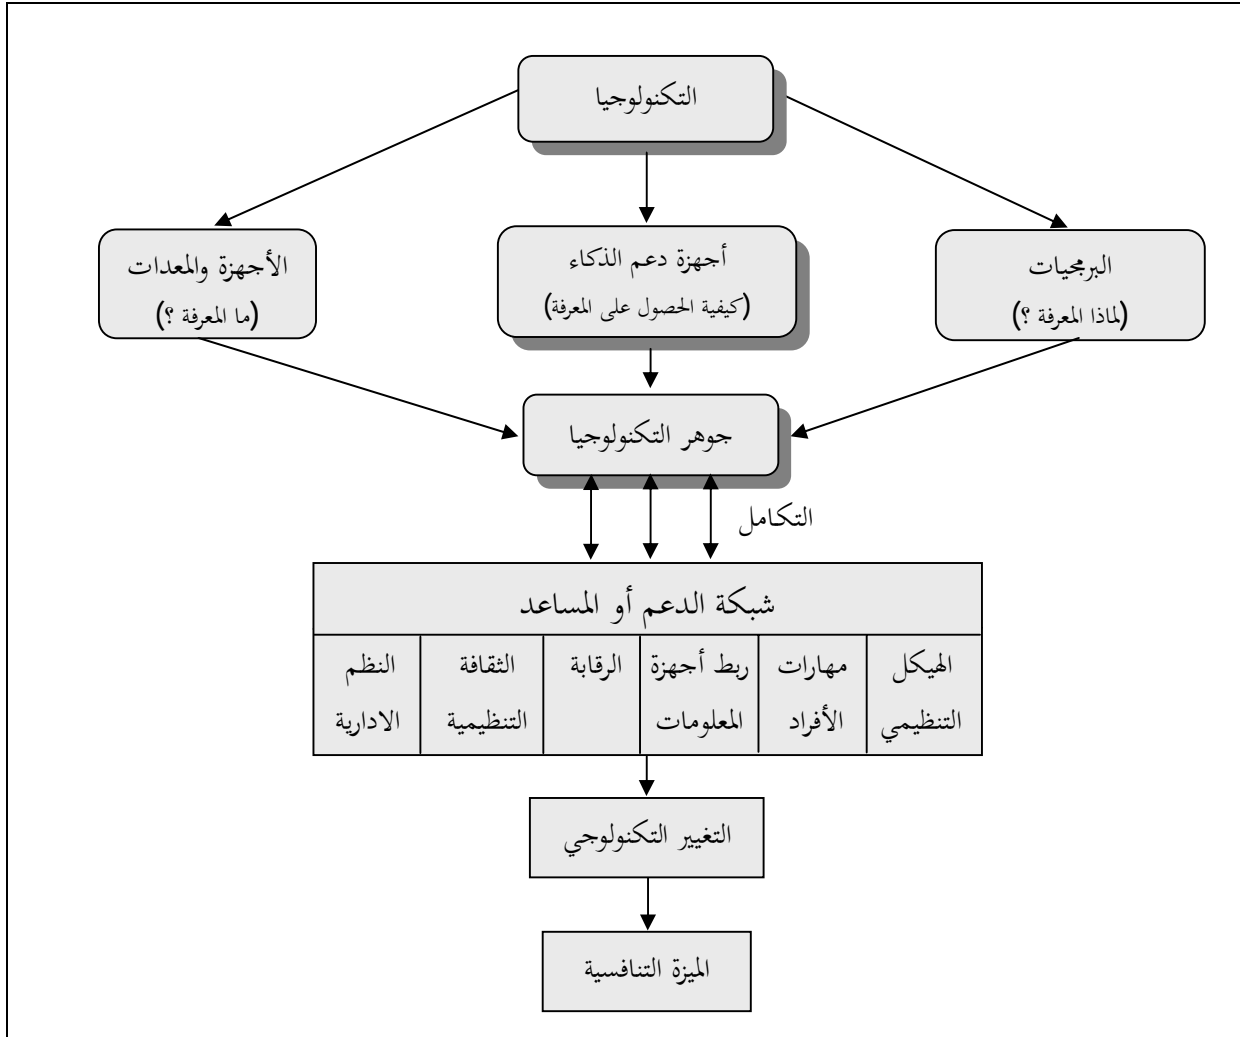 التكنولوجيا
البرمجيات
(لماذا المعرفة ؟)
أجهزة دعم الذكاء
(كيفية الحصول على المعرفة)
الأجهزة والمعدات
(ما المعرفة ؟)
جوهر التكنولوجيا
التكامل
شبكة الدعم أو المساعد
الهيكل
التنظيمي
مهارات
الأفراد
ربط أجهزة
المعلومات
الرقابة
الثقافة
التنظيمية
النظم
الادارية
التغيير التكنولوجي
الميزة التنافسية